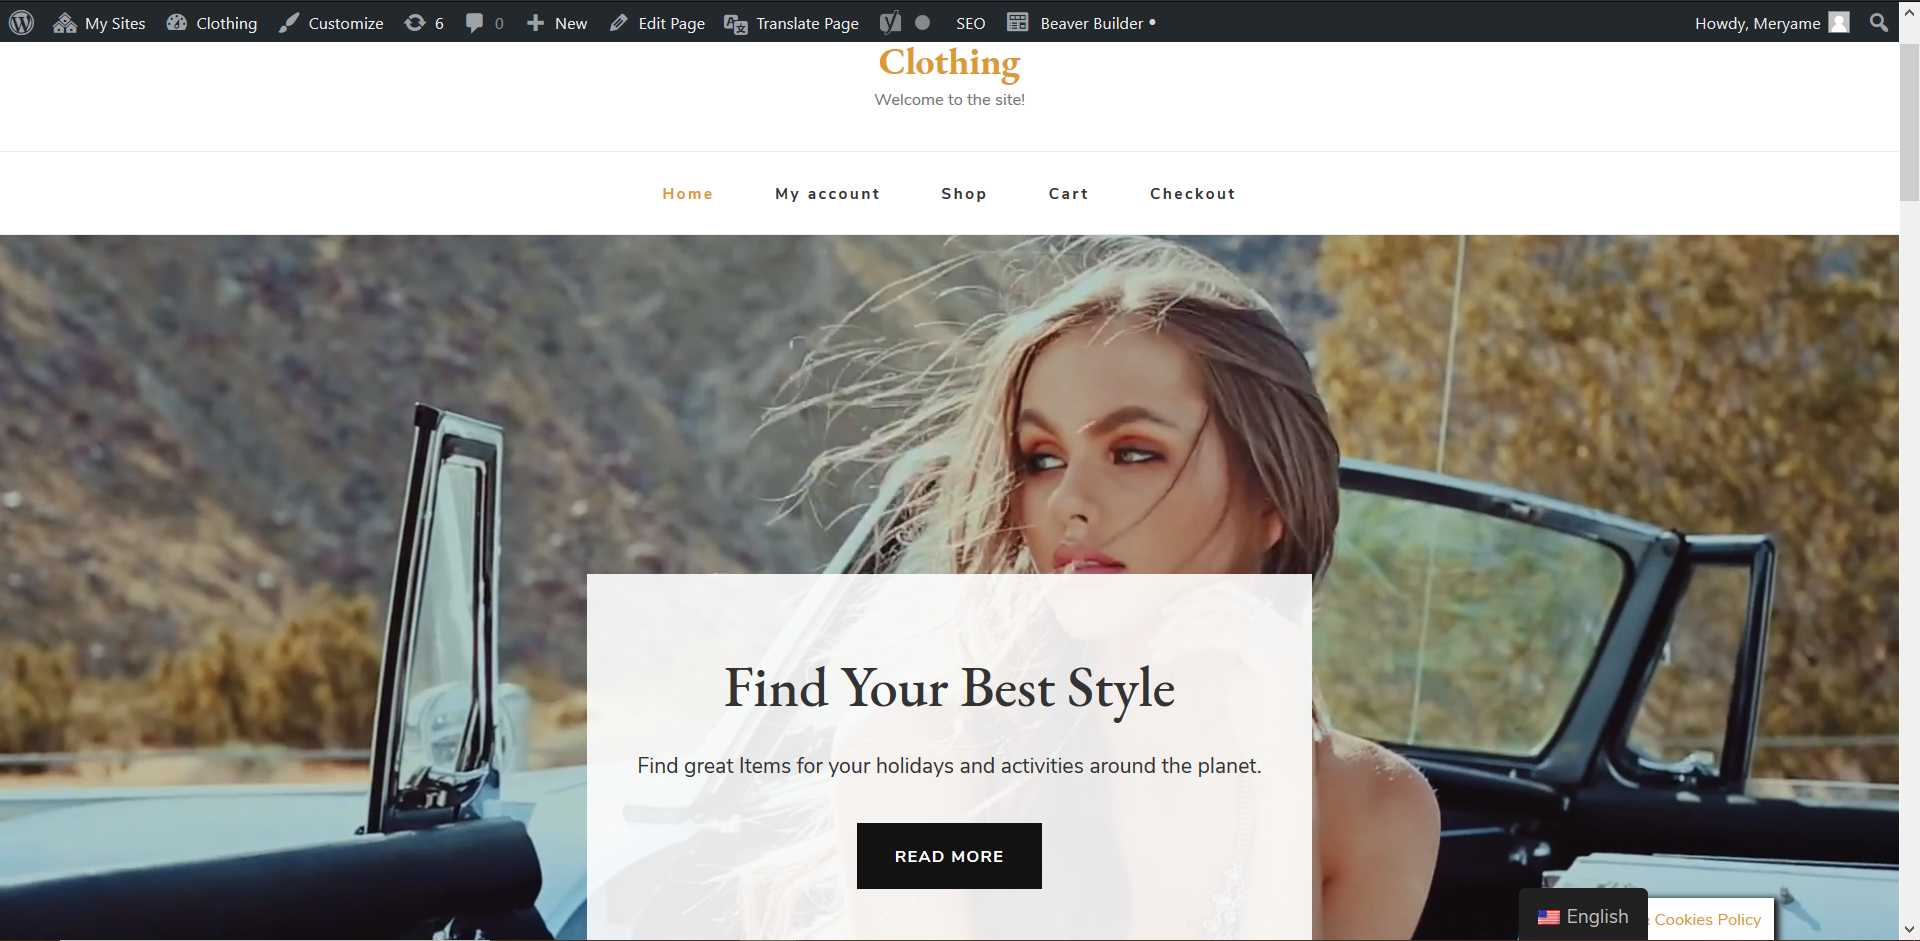 My Sites Clothing Customize 6 0 New Edit Page Translate Page SEO Beaver Builder • Howdy, Meryame
Clothing
Welcome to the site!
Home My account Shop Cart Checkout
Find Your Best Style
Find great Items for your holidays and activities around the planet.
READ MORE
English Cookies Policy